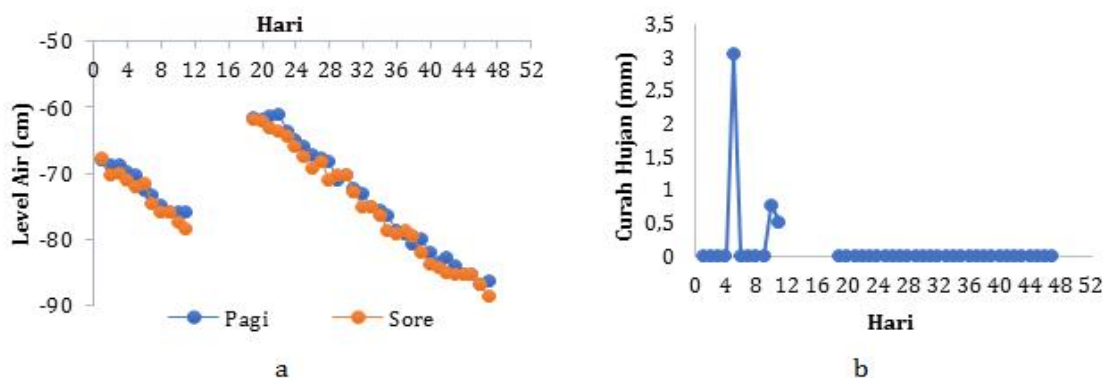 Hari
-50
0 4 8 12 16 20 24 28 32 36 40 44 48 52
-60
-70
-80
-90
Level Air (cm)
Pagi Sore
a
3,5
3
2,5
2
1,5
1
0,5
0
Curah Hujan (mm)
0 4 8 12 16 20 24 28 32 36 40 44 48 52
Hari
b